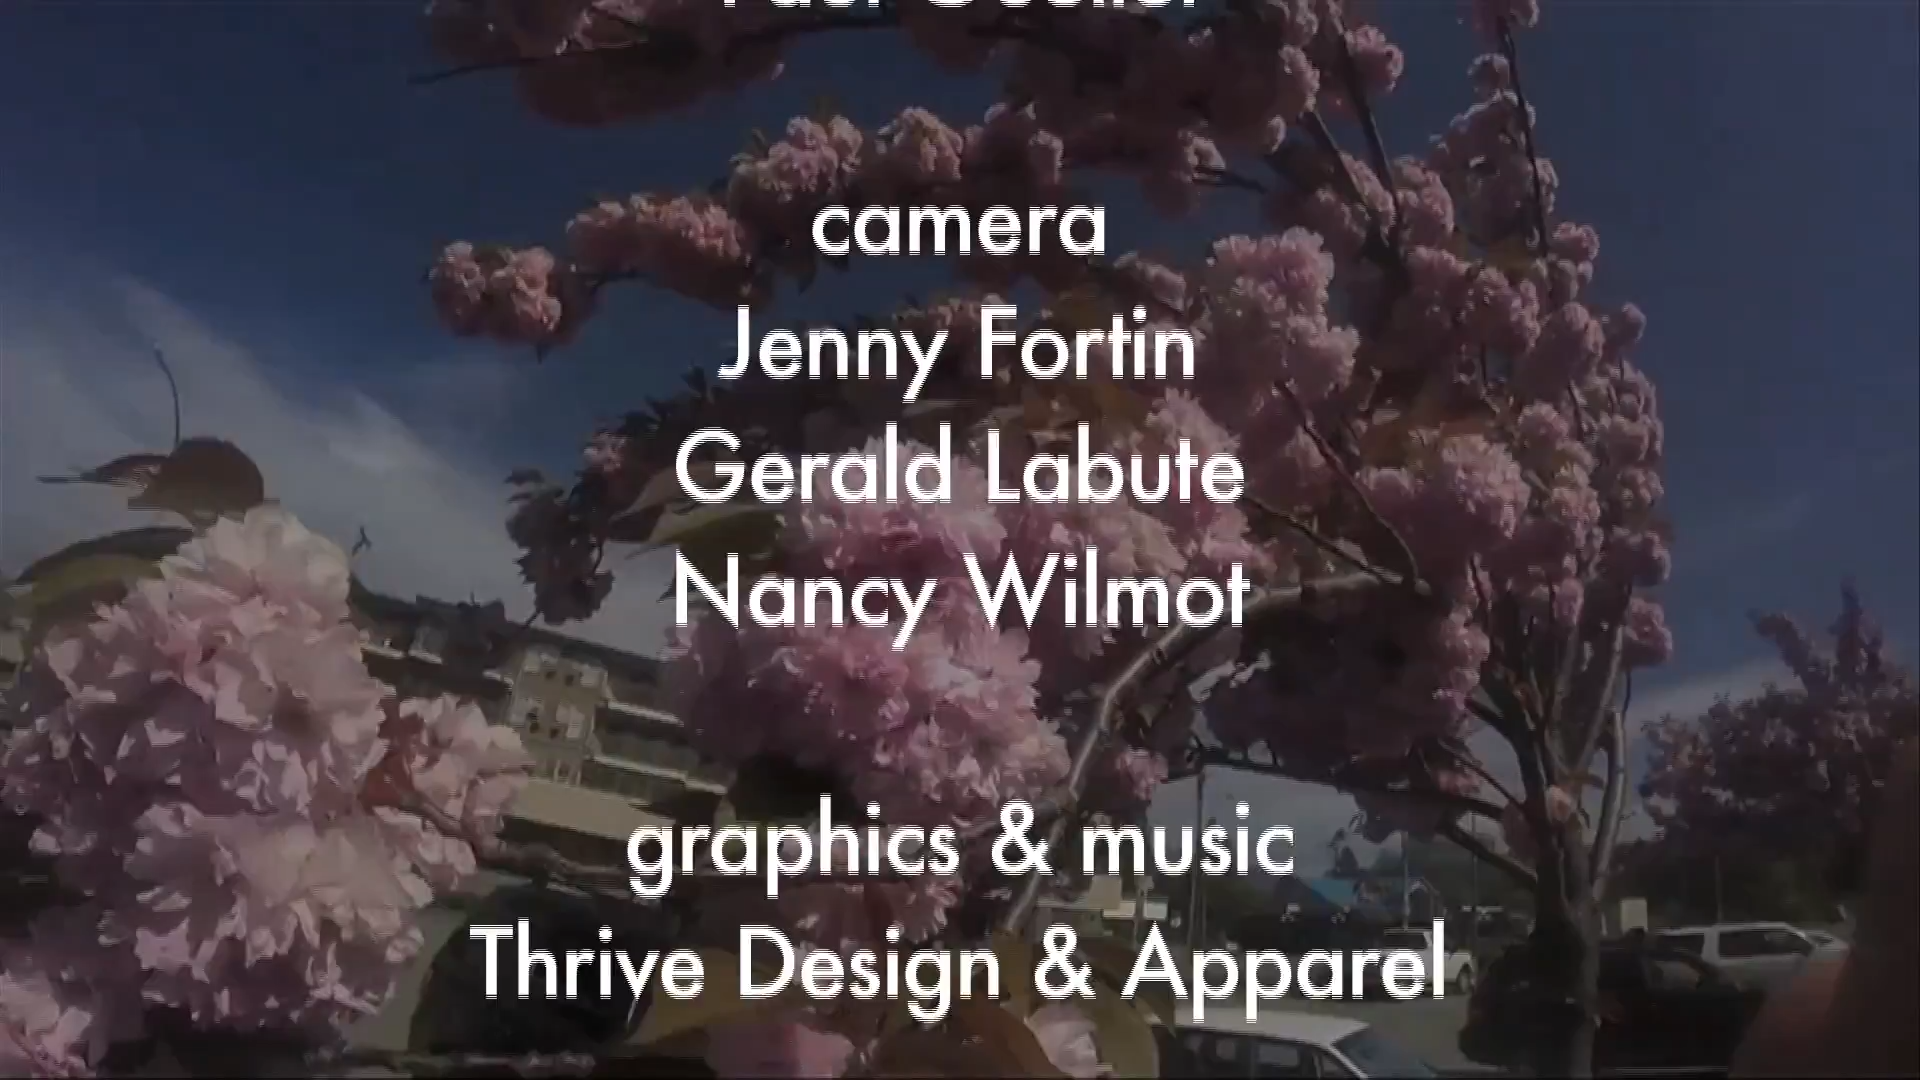 camera
Jenny Fortin
Gerald Labute
Nancy Wilmot
graphics & music
Thrive Design & Apparel